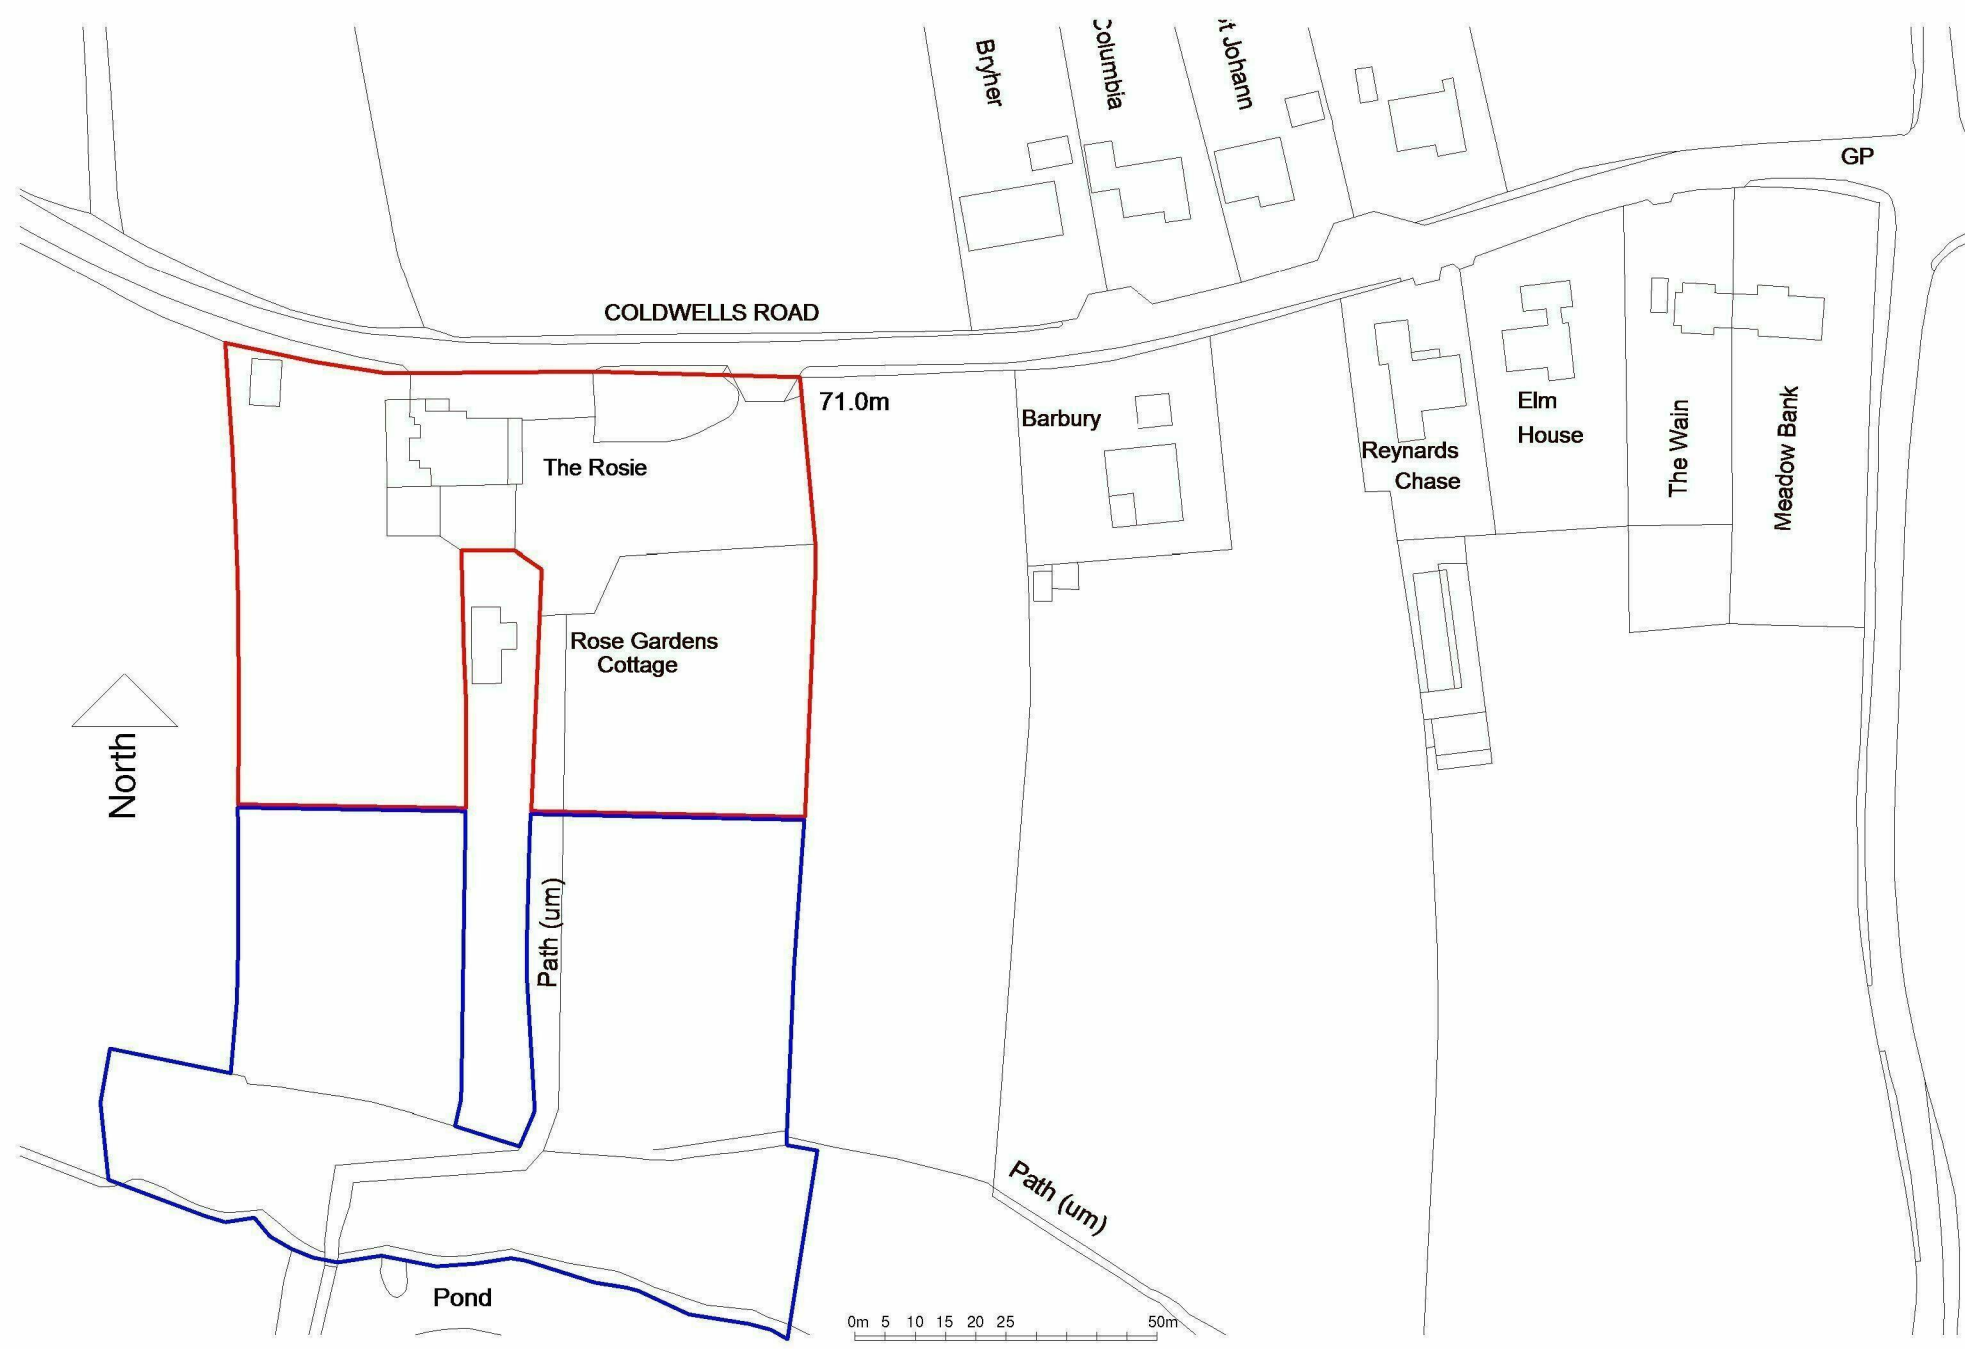 Bryher
Columbia
t Johann
GP
COLDWELLS ROAD
71.0m
Barbury
Elm
House
Reynards
Chase
The Wain
Meadow Bank
The Rosie
Rose Gardens
Cottage
North
Path (um)
Path (um)
Pond
0m 5 10 15 20 25 50m